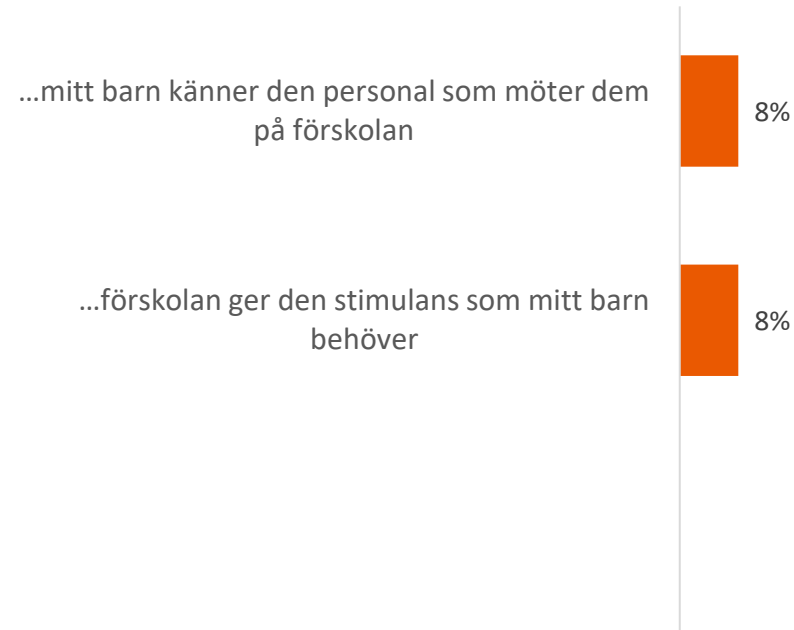 …mitt barn känner den personal som möter dem
på förskolan
8%
…förskolan ger den stimulans som mitt barn
behöver
8%